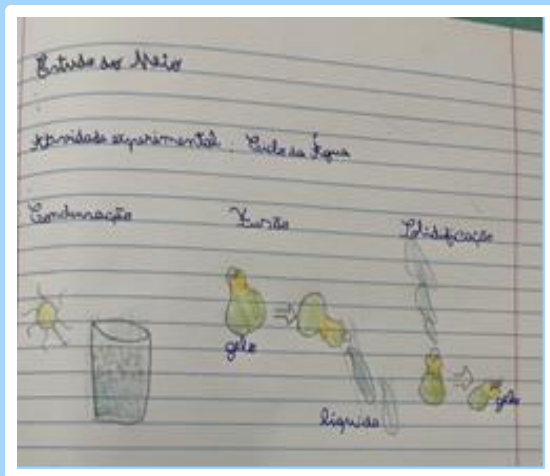 Estudo do Meio
Atividade experimental: Ciclo da Água
Condensação Fusão Solidificação
gelo
gelo
líquido